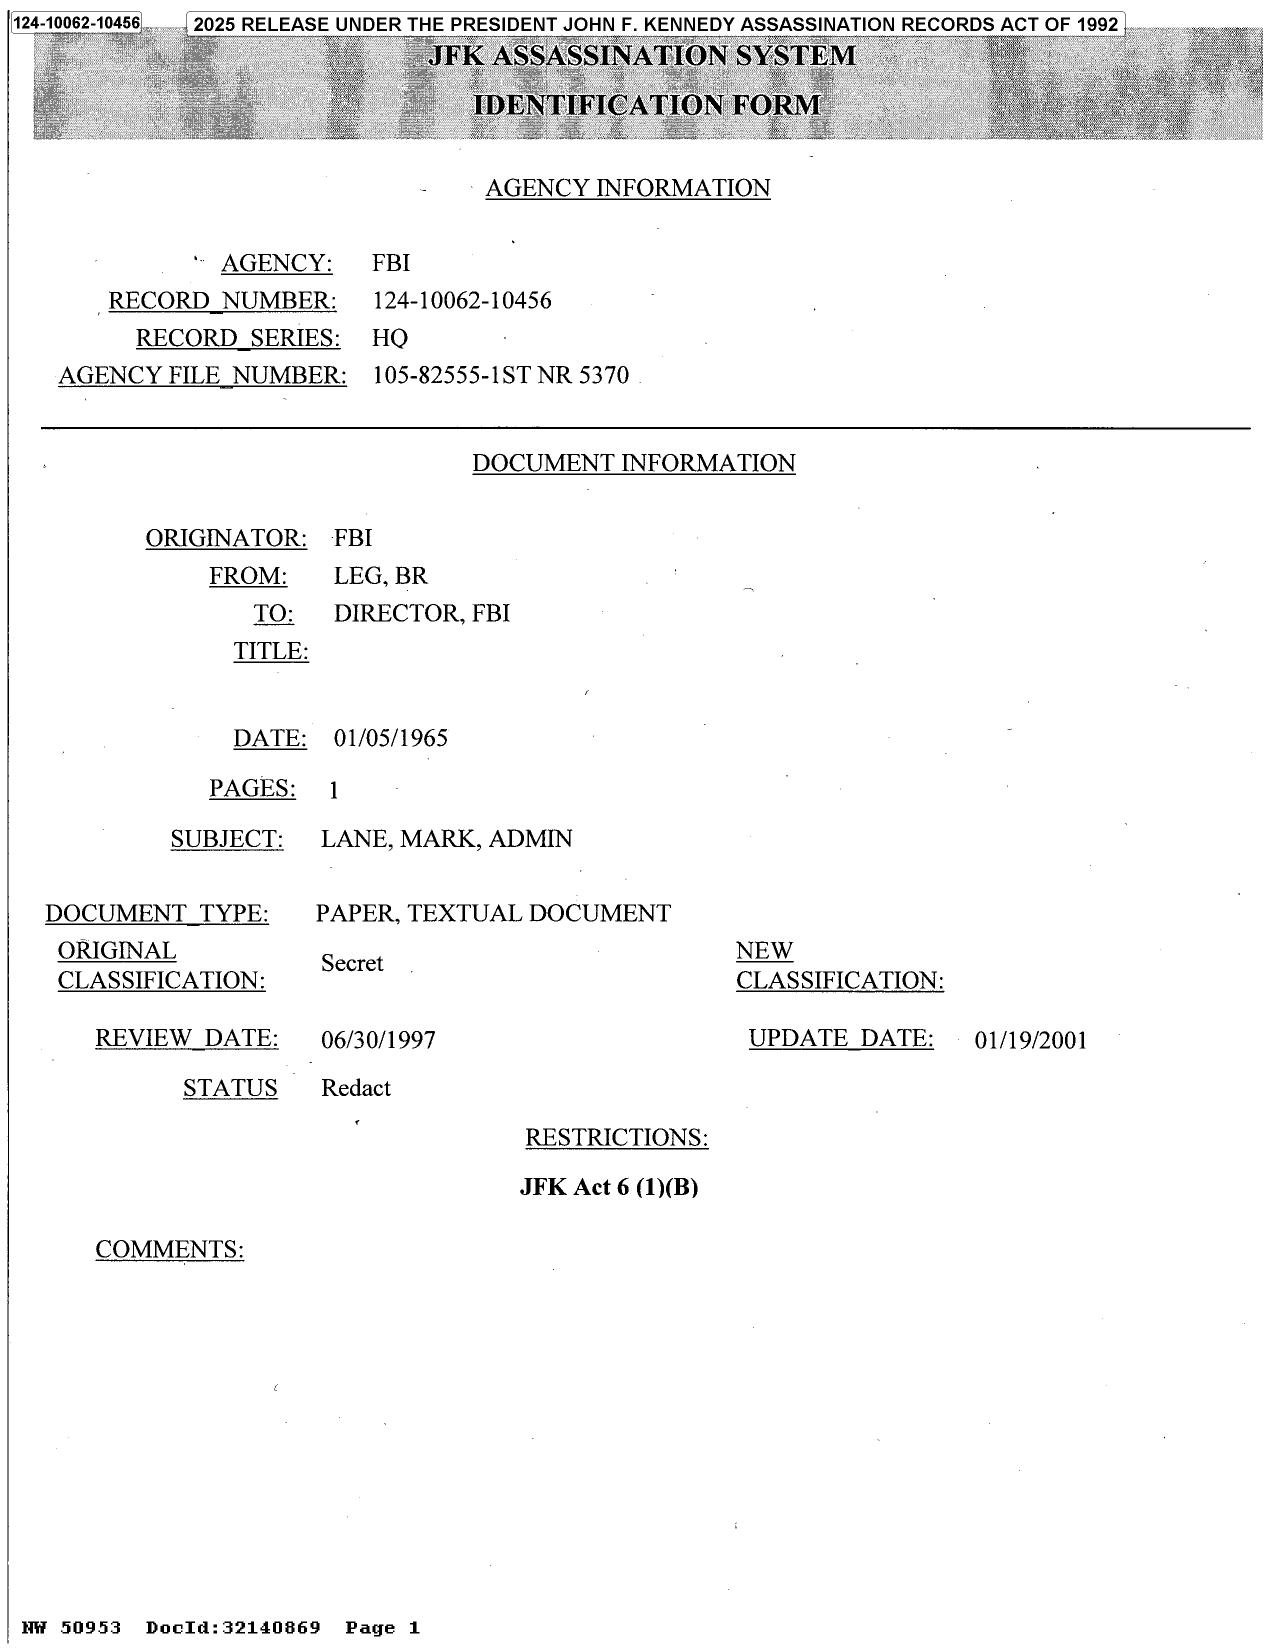 124-10062-10456
2025 RELEASE UNDER THE PRESIDENT JOHN F. KENNEDY ASSASSINATION RECORDS ACT OF 1992
JFK ASSASSINATION SYSTEM
IDENTIFICATION FORM
AGENCY INFORMATION
AGENCY: FBI
RECORD_NUMBER: 124-10062-10456
RECORD_SERIES: HQ
AGENCY FILE_NUMBER: 105-82555-1ST NR 5370
DOCUMENT INFORMATION
ORIGINATOR: FBI
FROM: LEG, BR
TO: DIRECTOR, FBI
TITLE:
DATE: 01/05/1965
PAGES: 1
SUBJECT: LANE, MARK, ADMIN
DOCUMENT_TYPE: PAPER, TEXTUAL DOCUMENT
ORIGINAL CLASSIFICATION: Secret
NEW CLASSIFICATION:
REVIEW_DATE: 06/30/1997
UPDATE_DATE: 01/19/2001
STATUS Redact
RESTRICTIONS:
JFK Act 6 (1)(B)
COMMENTS:
NW 50953 DocId:32140869 Page 1